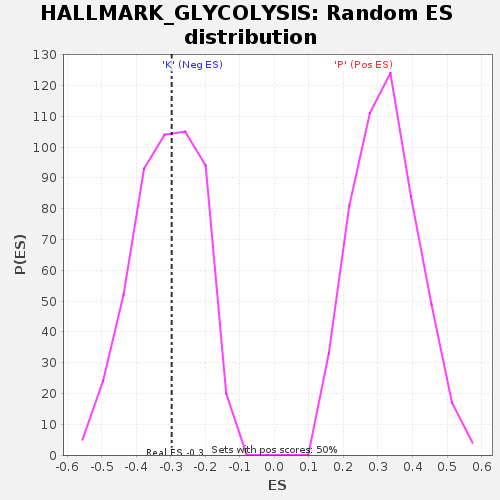 HALLMARK_GLYCOLYSIS: Random ES
distribution
'K' (Neg ES)
'P' (Pos ES)
130
120
110
100
90
80
70
60
50
40
30
20
10
0
P(ES)
Real ES -0.3
Sets with pos scores: 50%
-0.6 -0.5 -0.4 -0.3 -0.2 -0.1 -0.0 0.1 0.2 0.3 0.4 0.5 0.6
ES